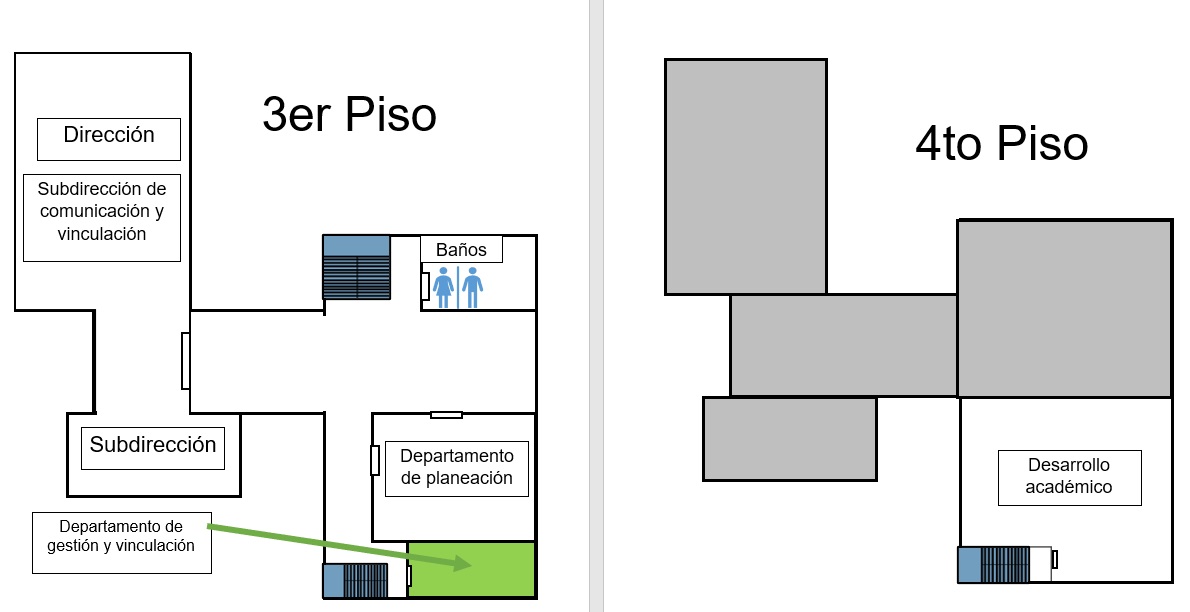 3er Piso
Dirección
Subdirección de
comunicación y
vinculación
Baños
Subdirección
Departamento
de planeación
Departamento de
gestión y vinculación
4to Piso
Desarrollo
académico